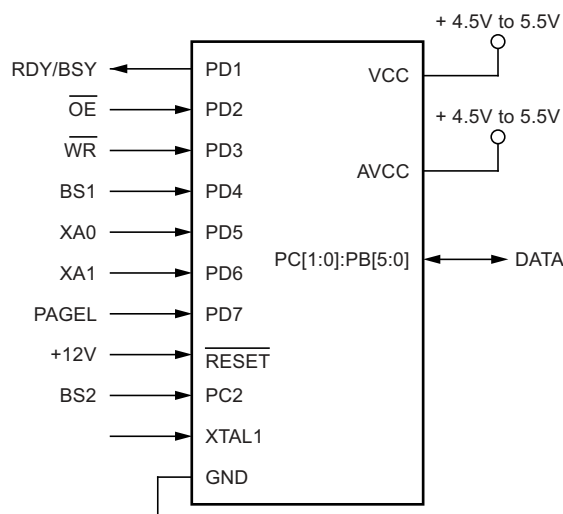 + 4.5V to 5.5V
RDY/BSY PD1 VCC
OE PD2
+ 4.5V to 5.5V
WR PD3
BS1 PD4 AVCC
XA0 PD5
PC[1:0]:PB[5:0] DATA
XA1 PD6
PAGEL PD7
+12V RESET
BS2 PC2
XTAL1
GND